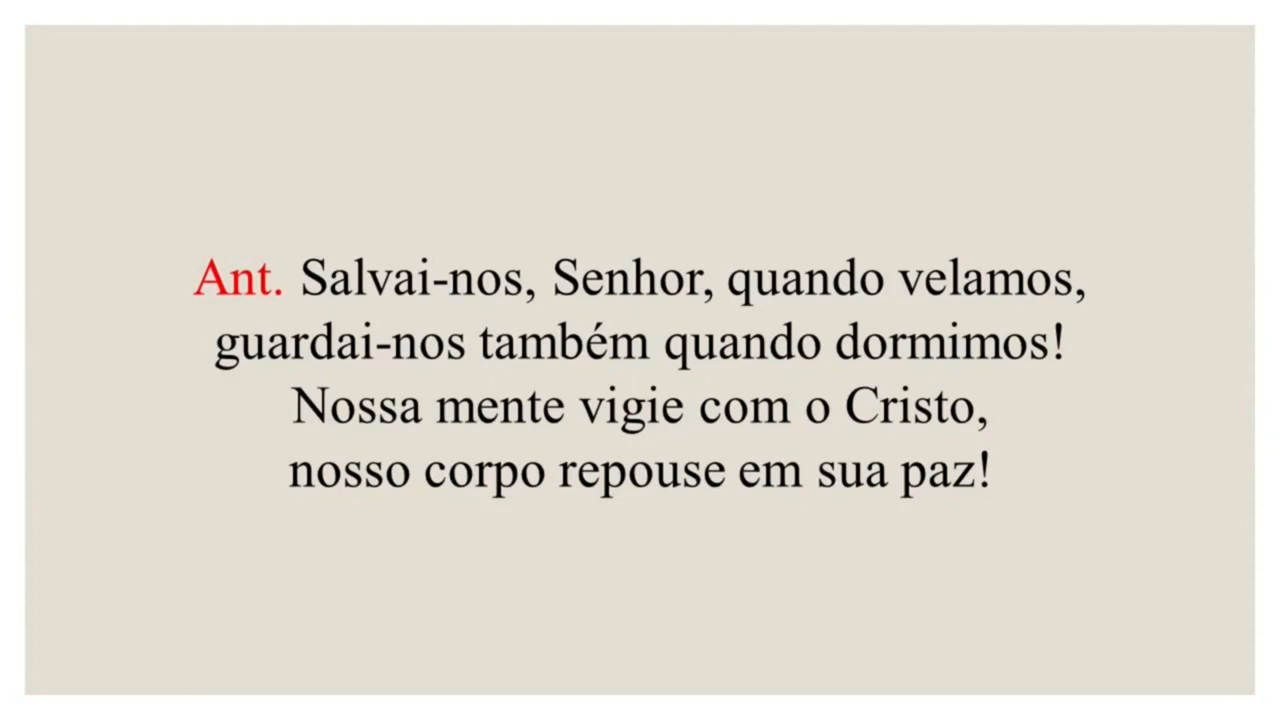 Ant. Salvai-nos, Senhor, quando velamos,
guardai-nos também quando dormimos!
Nossa mente vigie com o Cristo,
nosso corpo repouse em sua paz!